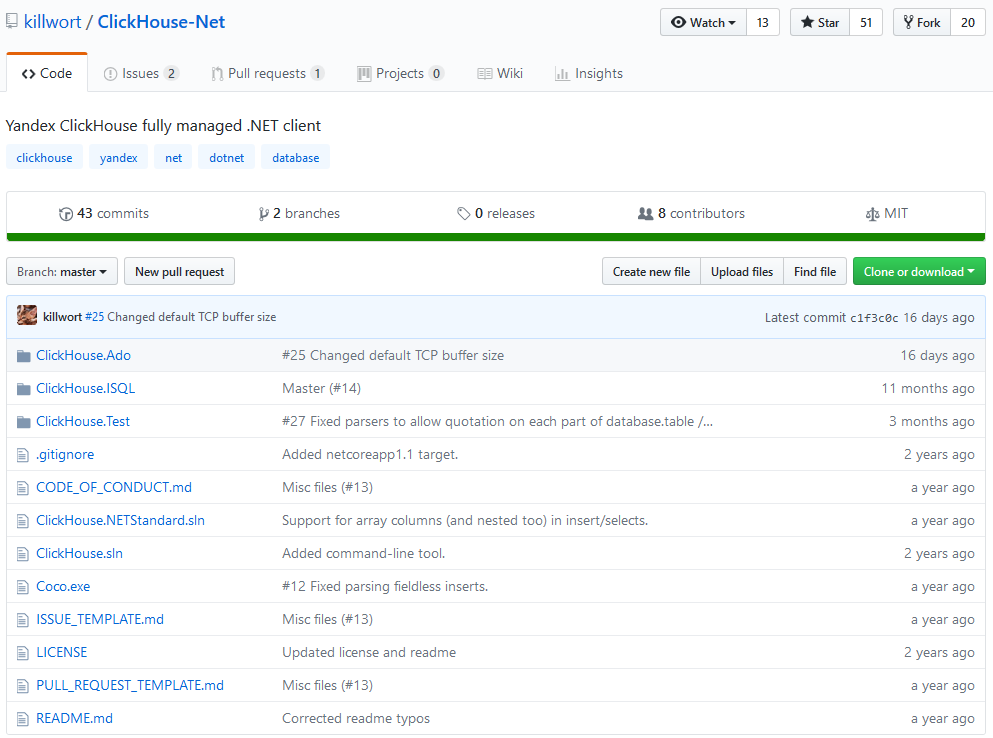 killwort / ClickHouse-Net Watch 13 Star 51 Fork 20
Code Issues 2 Pull requests 1 Projects 0 Wiki Insights
Yandex ClickHouse fully managed .NET client
clickhouse yandex net dotnet database
43 commits 2 branches 0 releases 8 contributors MIT
Branch: master New pull request Create new file Upload files Find file Clone or download
killwort #25 Changed default TCP buffer size Latest commit c1f3c0c 16 days ago
ClickHouse.Ado #25 Changed default TCP buffer size 16 days ago
ClickHouse.ISQL Master (#14) 11 months ago
ClickHouse.Test #27 Fixed parsers to allow quotation on each part of database.table /... 3 months ago
.gitignore Added netcoreapp1.1 target. 2 years ago
CODE_OF_CONDUCT.md Misc files (#13) a year ago
ClickHouse.NETStandard.sln Support for array columns (and nested too) in insert/selects. a year ago
ClickHouse.sln Added command-line tool. 2 years ago
Coco.exe #12 Fixed parsing fieldless inserts. a year ago
ISSUE_TEMPLATE.md Misc files (#13) a year ago
LICENSE Updated license and readme 2 years ago
PULL_REQUEST_TEMPLATE.md Misc files (#13) a year ago
README.md Corrected readme typos a year ago